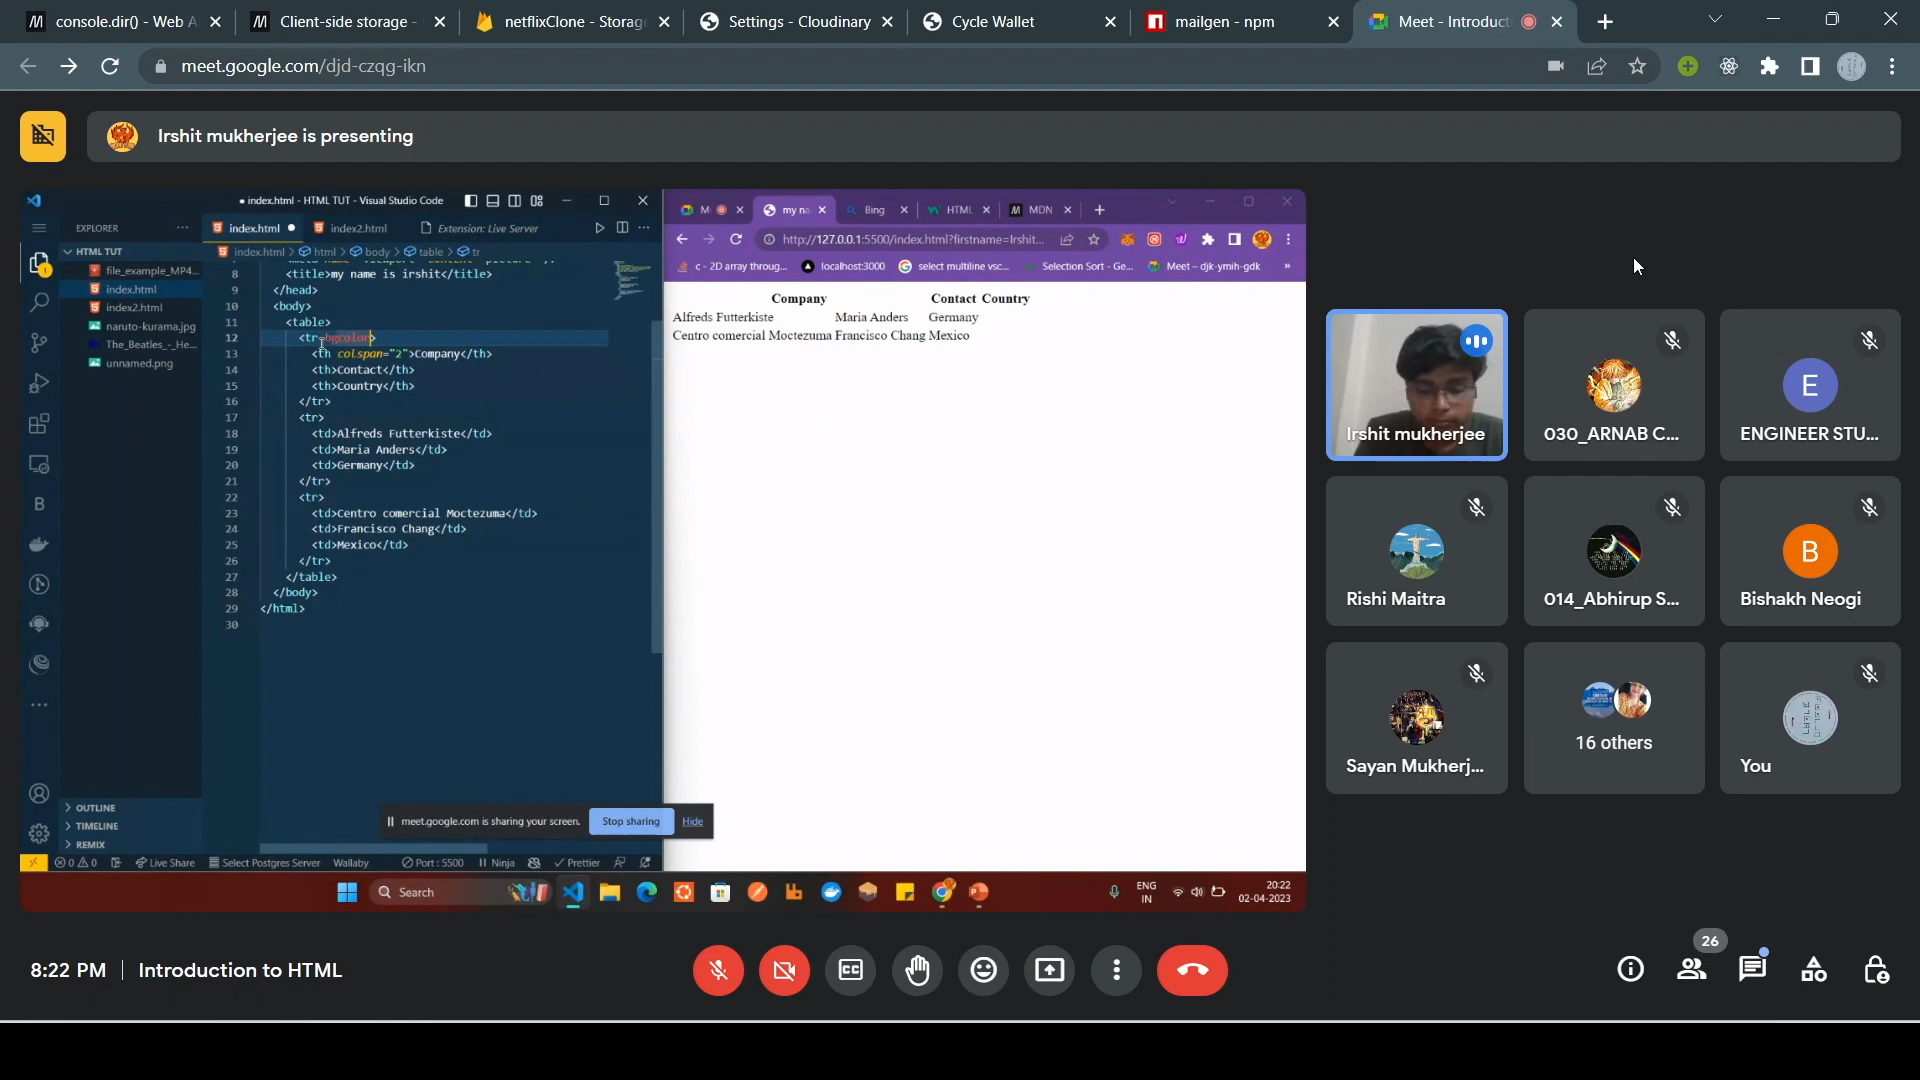 console.dir() - Web A
Client-side storage -
netflixClone - Storag
Settings - Cloudinary
Cycle Wallet
mailgen - npm
Meet - Introduct
meet.google.com/djd-czqg-ikn
Irshit mukherjee is presenting
index.html - HTML TUT - Visual Studio Code
EXPLORER
index.html
index2.html
Extension: Live Server
HTML TUT
index.html > html > body > table > tr
file_example_MP4...
index.html
index2.html
naruto-kurama.jpg
The_Beatles_-_He...
unnamed.png
8 <title>my name is irshit</title>
9 </head>
10 <body>
11 <table>
12 <tr bgcolor>
13 <th colspan="2">Company</th>
14 <th>Contact</th>
15 <th>Country</th>
16 </tr>
17 <tr>
18 <td>Alfreds Futterkiste</td>
19 <td>Maria Anders</td>
20 <td>Germany</td>
21 </tr>
22 <tr>
23 <td>Centro comercial Moctezuma</td>
24 <td>Francisco Chang</td>
25 <td>Mexico</td>
26 </tr>
27 </table>
28 </body>
29 </html>
30
OUTLINE
TIMELINE
REMIX
meet.google.com is sharing your screen. Stop sharing Hide
0 0 Live Share Select Postgres Server Wallaby Port : 5500 Ninja Prettier
M
my na
Bing
HTML
MDN
http://127.0.0.1:5500/index.html?firstname=Irshit...
c - 2D array throug...
localhost:3000
select multiline vsc...
Selection Sort - Ge...
Meet – djk-ymih-gdk
Company Contact Country
Alfreds Futterkiste Maria Anders Germany
Centro comercial Moctezuma Francisco Chang Mexico
Search
ENG
IN
20:22
02-04-2023
Irshit mukherjee
030_ARNAB C...
E
ENGINEER STU...
Rishi Maitra
014_Abhirup S...
B
Bishakh Neogi
Sayan Mukherj...
16 others
You
8:22 PM
Introduction to HTML
26